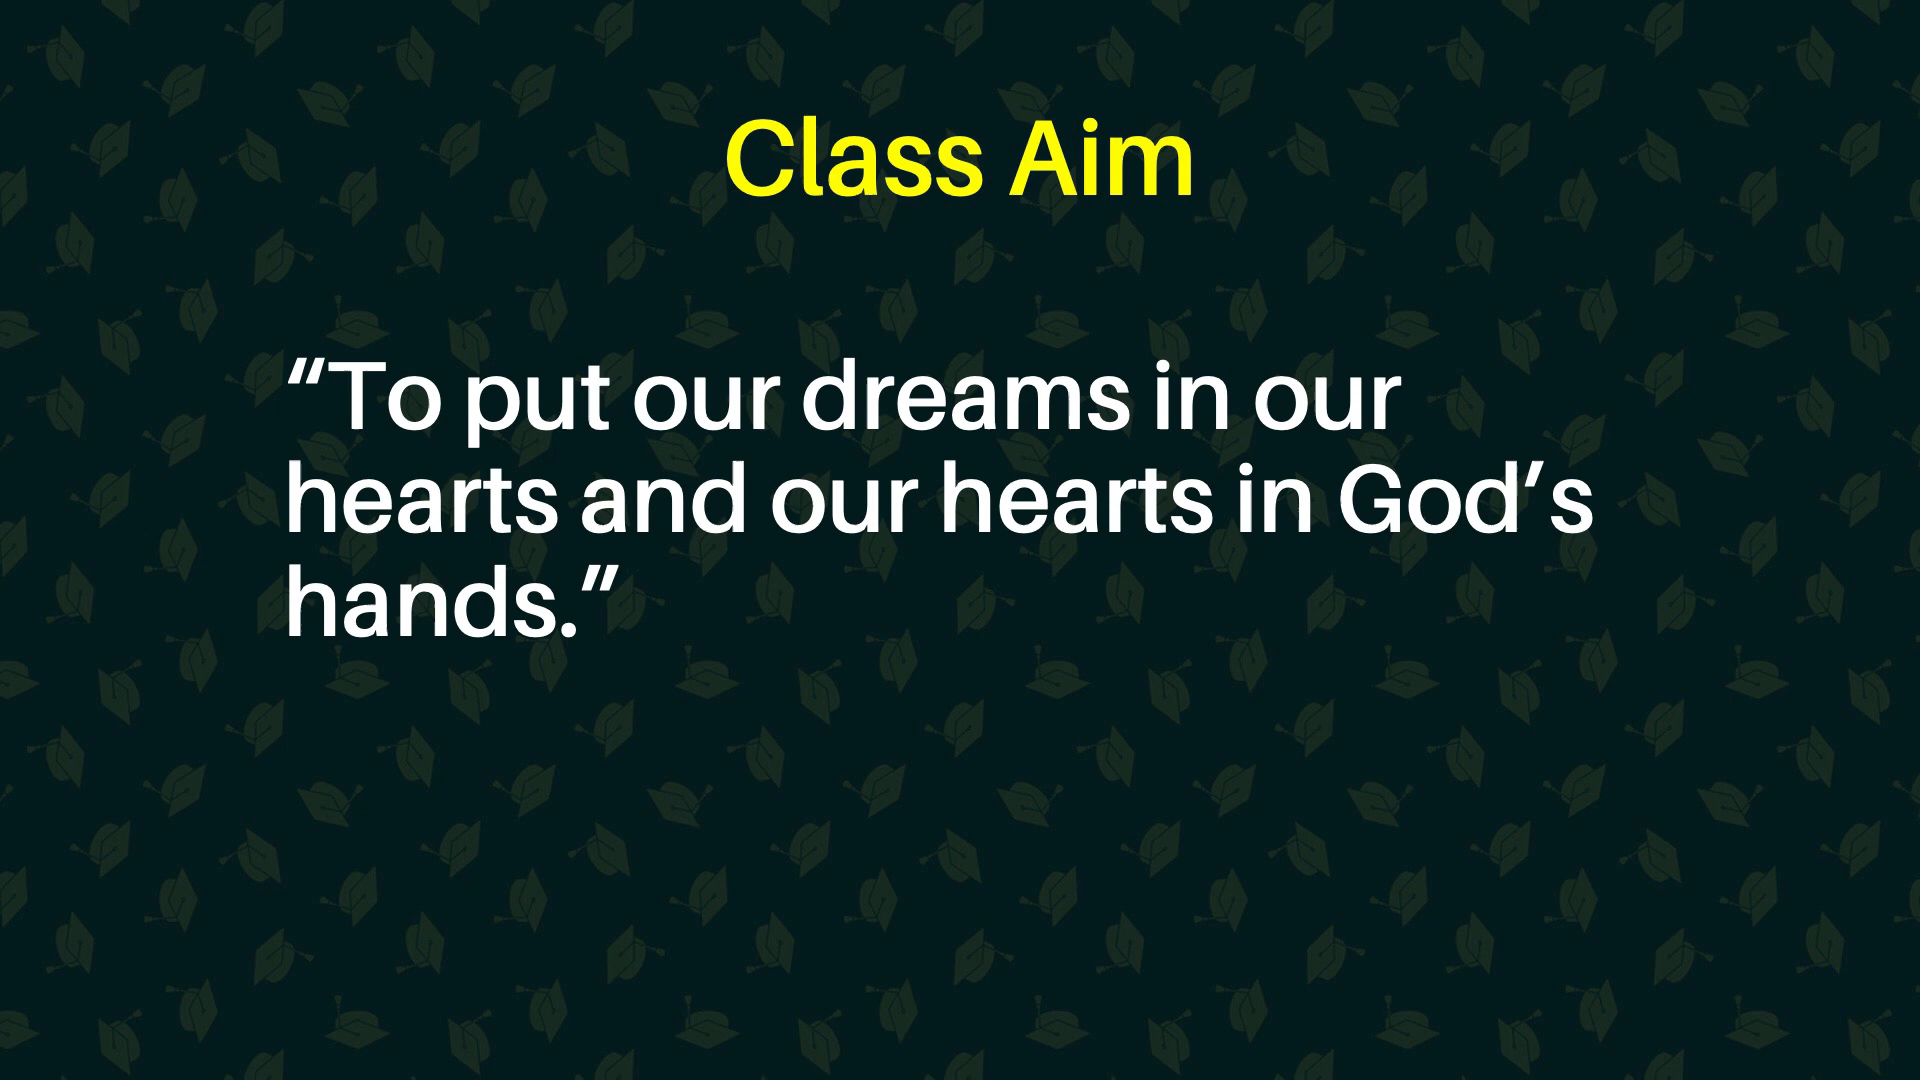 Class Aim
“To put our dreams in our
hearts and our hearts in God’s
hands.”